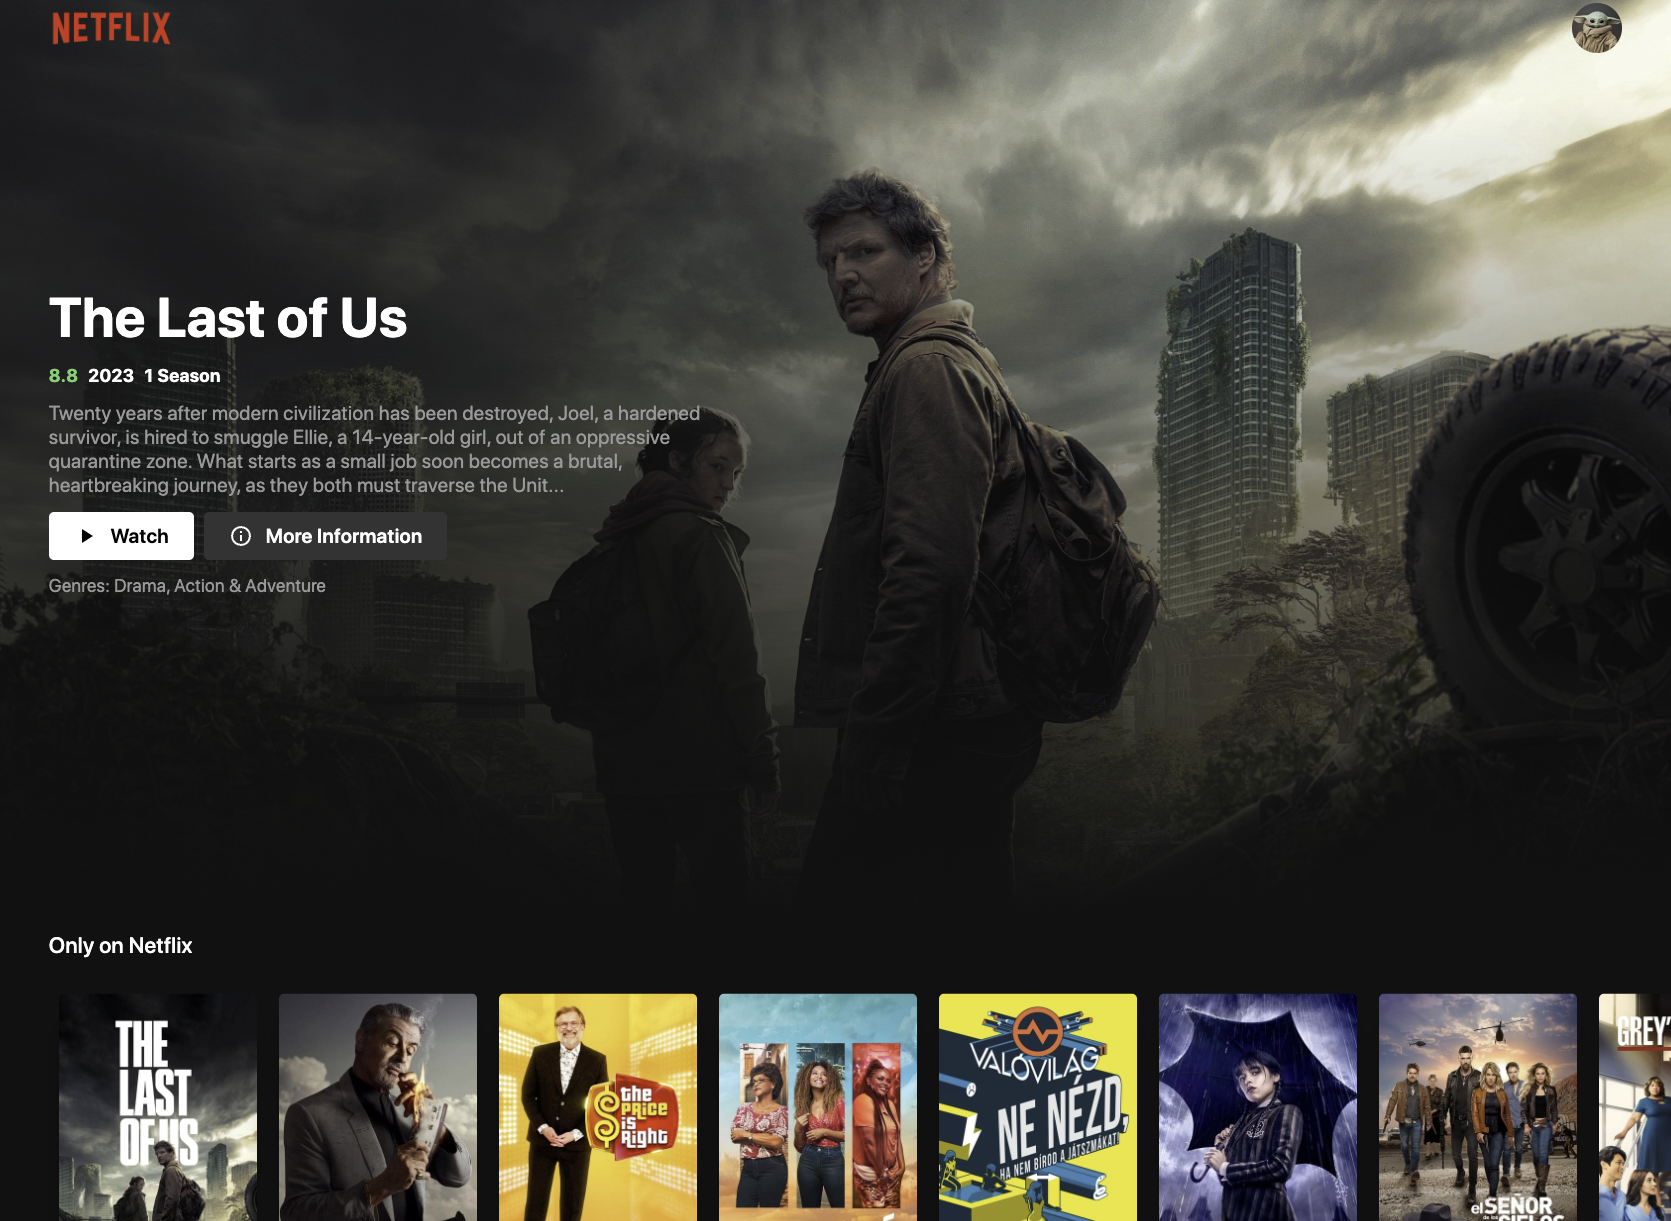 NETFLIX
The Last of Us
8.8 2023 1 Season
Twenty years after modern civilization has been destroyed, Joel, a hardened
survivor, is hired to smuggle Ellie, a 14-year-old girl, out of an oppressive
quarantine zone. What starts as a small job soon becomes a brutal,
heartbreaking journey, as they both must traverse the Unit...
Watch
More Information
Genres: Drama, Action & Adventure
Only on Netflix
THE
LAST
OF US
the
PRICE
is
Right
VALÓVILÁG
NE NÉZD,
HA NEM BÍROD A JÁTSZMÁKAT!
el SEÑOR
de los
CIELOS
GREY'